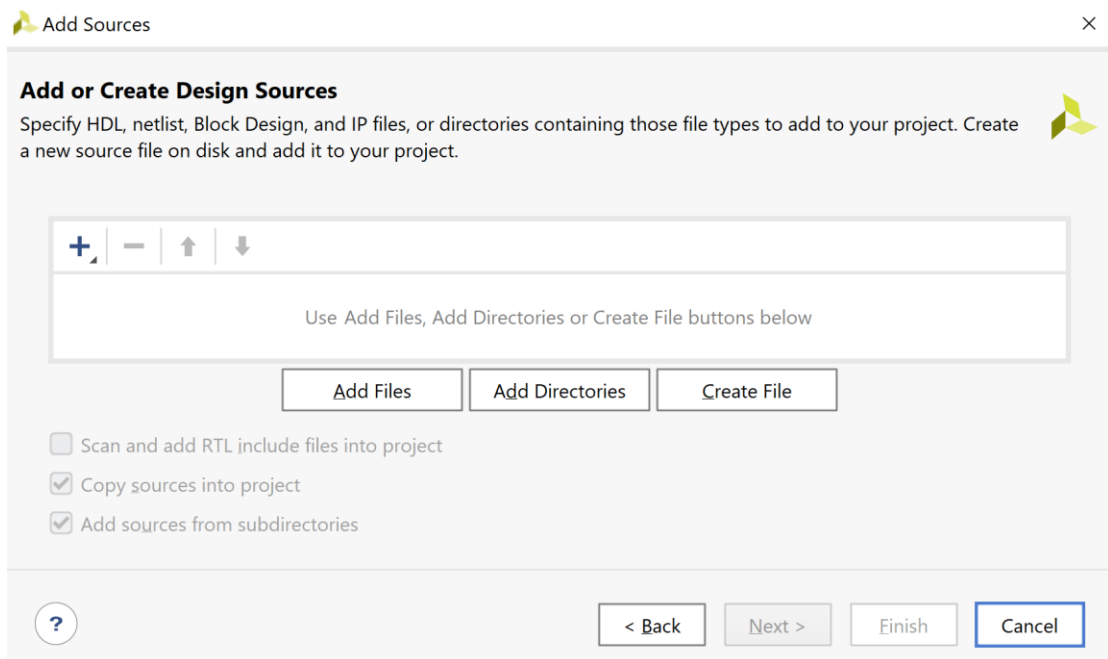 Add Sources
Add or Create Design Sources
Specify HDL, netlist, Block Design, and IP files, or directories containing those file types to add to your project. Create
a new source file on disk and add it to your project.
Use Add Files, Add Directories or Create File buttons below
Add Files Add Directories Create File
Scan and add RTL include files into project
Copy sources into project
Add sources from subdirectories
? < Back Next > Finish Cancel